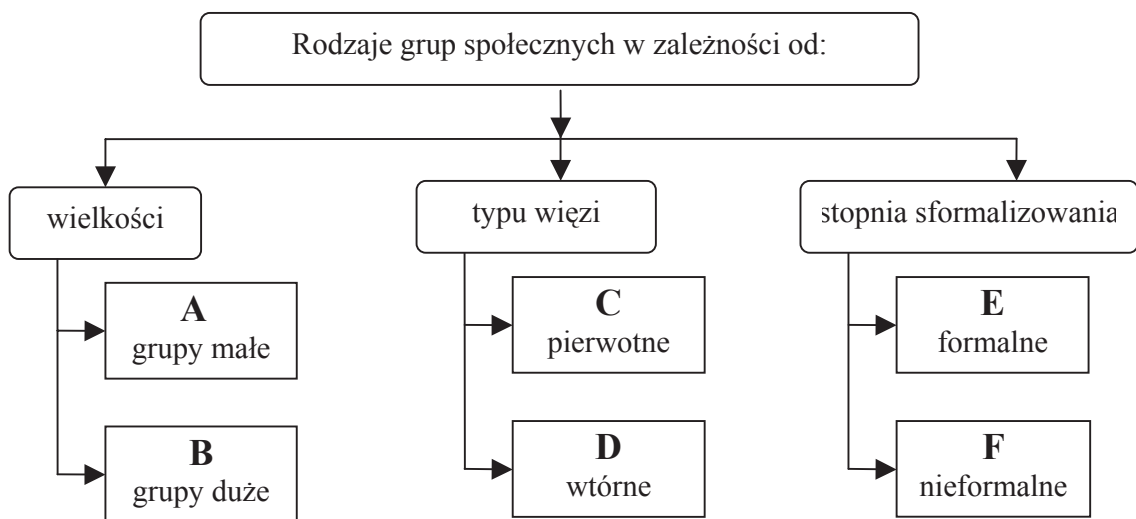 Rodzaje grup społecznych w zależności od:
wielkości
typu więzi
stopnia sformalizowania
A
grupy małe
C
pierwotne
E
formalne
B
grupy duże
D
wtórne
F
nieformalne